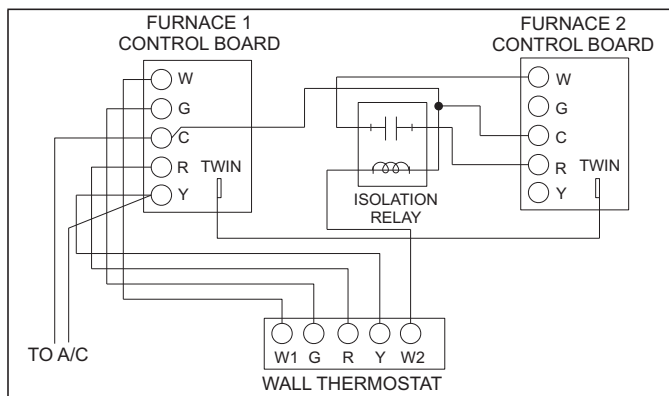 FURNACE 1
CONTROL BOARD
W
G
C
R
Y
TWIN
ISOLATION
RELAY
FURNACE 2
CONTROL BOARD
W
G
C
R
Y
TWIN
TO A/C
W1 G R Y W2
WALL THERMOSTAT